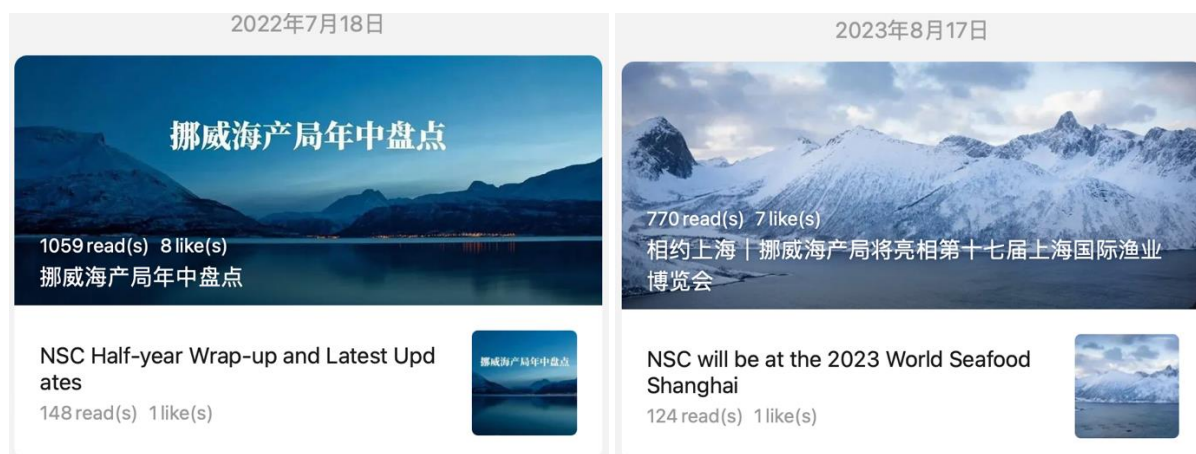 2022年7月18日
挪威海产局年中盘点
1059 read(s) 8 like(s)
挪威海产局年中盘点
NSC Half-year Wrap-up and Latest Upd
ates
148 read(s) 1 like(s)
挪威海产局年中盘点
2023年8月17日
770 read(s) 7 like(s)
相约上海｜挪威海产局将亮相第十七届上海国际渔业
博览会
NSC will be at the 2023 World Seafood
Shanghai
124 read(s) 1 like(s)